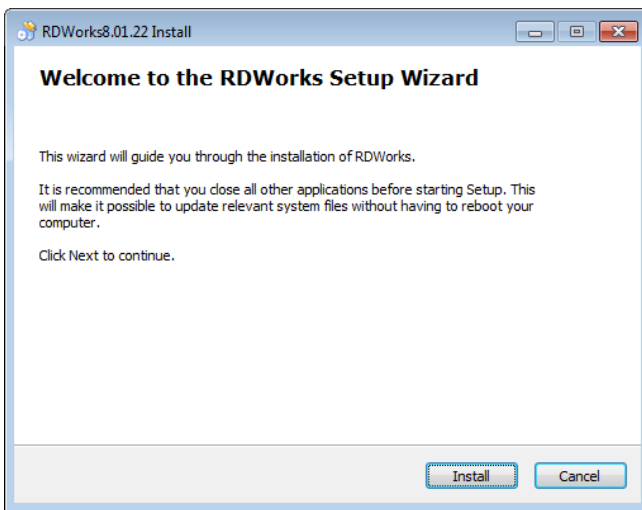 RDWorks8.01.22 Install
Welcome to the RDWorks Setup Wizard
This wizard will guide you through the installation of RDWorks.
It is recommended that you close all other applications before starting Setup. This
will make it possible to update relevant system files without having to reboot your
computer.
Click Next to continue.
Install
Cancel